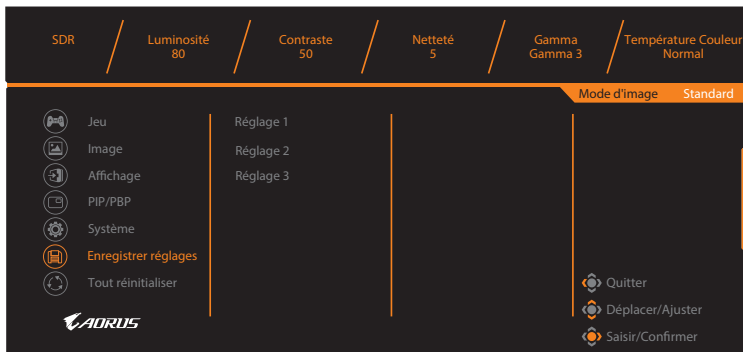 SDR
Luminosité
80
Contraste
50
Netteté
5
Gamma
Gamma 3
Température Couleur
Normal
Mode d'image Standard
Jeu
Image
Affichage
PIP/PBP
Système
Enregistrer réglages
Tout réinitialiser
Réglage 1
Réglage 2
Réglage 3
Quitter
Déplacer/Ajuster
Saisir/Confirmer
AORUS